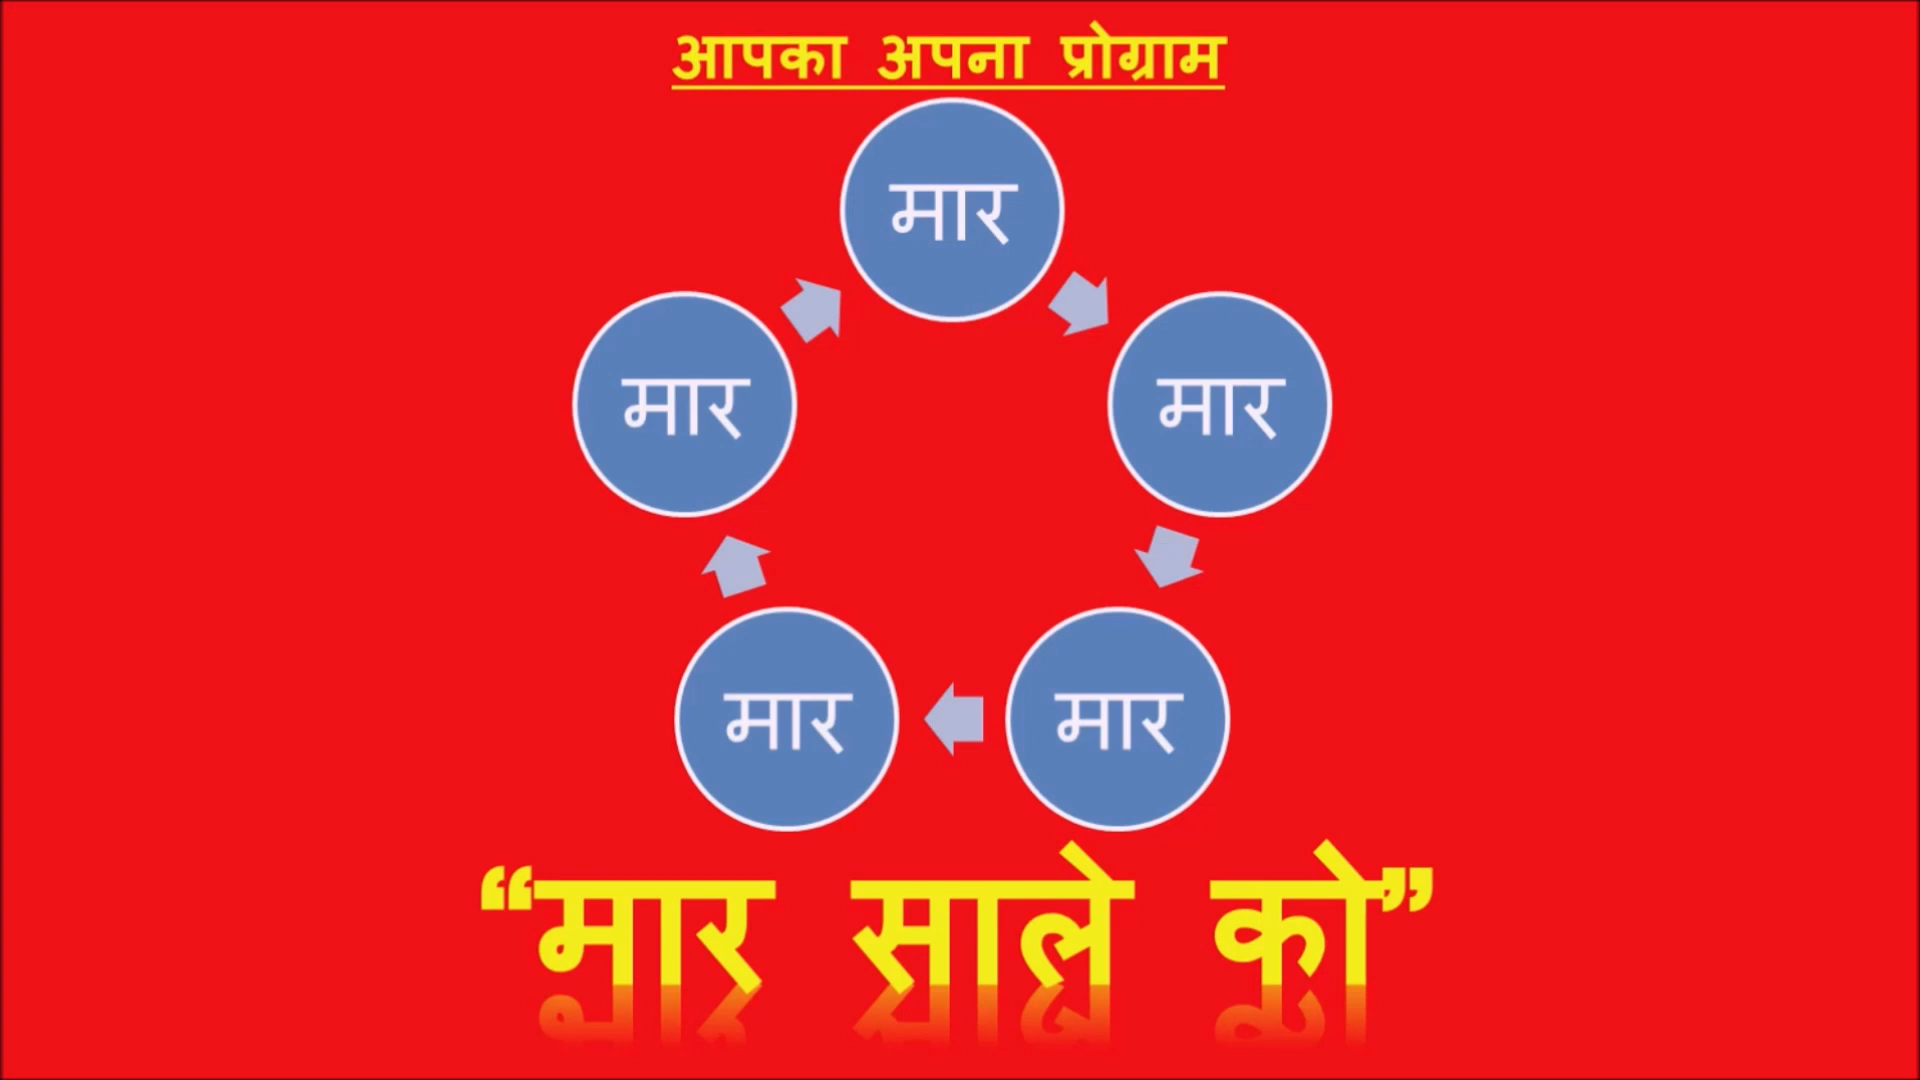 आपका अपना प्रोग्राम
मार
मार
मार
मार
मार
“मार साले को”